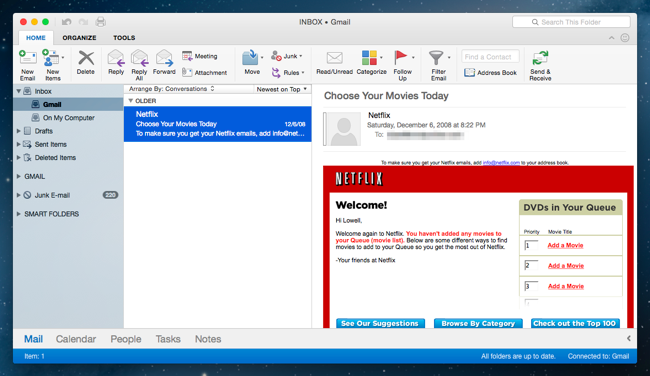 INBOX • Gmail
Search This Folder
HOME ORGANIZE TOOLS
New Email
New Items
Delete
Reply
Reply All
Forward
Meeting
Attachment
Move
Junk
Rules
Read/Unread
Categorize
Follow Up
Filter Email
Find a Contact
Address Book
Send & Receive
Inbox
Gmail
On My Computer
Drafts
Sent Items
Deleted Items
GMAIL
Junk E-mail 220
SMART FOLDERS
Arrange By: Conversations Newest on Top
OLDER
Netflix
Choose Your Movies Today 12/6/08
To make sure you get your Netflix emails, add info@net...
Choose Your Movies Today
Netflix
Saturday, December 6, 2008 at 8:22 PM
To:
To make sure you get your Netflix emails, add info@netflix.com to your address book.
NETFLIX
Welcome!
Hi Lowell,
Welcome again to Netflix. You haven't added any movies
to your Queue (movie list). Below are some different ways to find
movies to add to your Queue so you get the most out of Netflix.
-Your friends at Netflix
DVDs in Your Queue
Priority Movie Title
1 Add a Movie
2 Add a Movie
3 Add a Movie
See Our Suggestions
Browse By Category
Check out the Top 100
Mail Calendar People Tasks Notes
Item: 1
All folders are up to date.
Connected to: Gmail